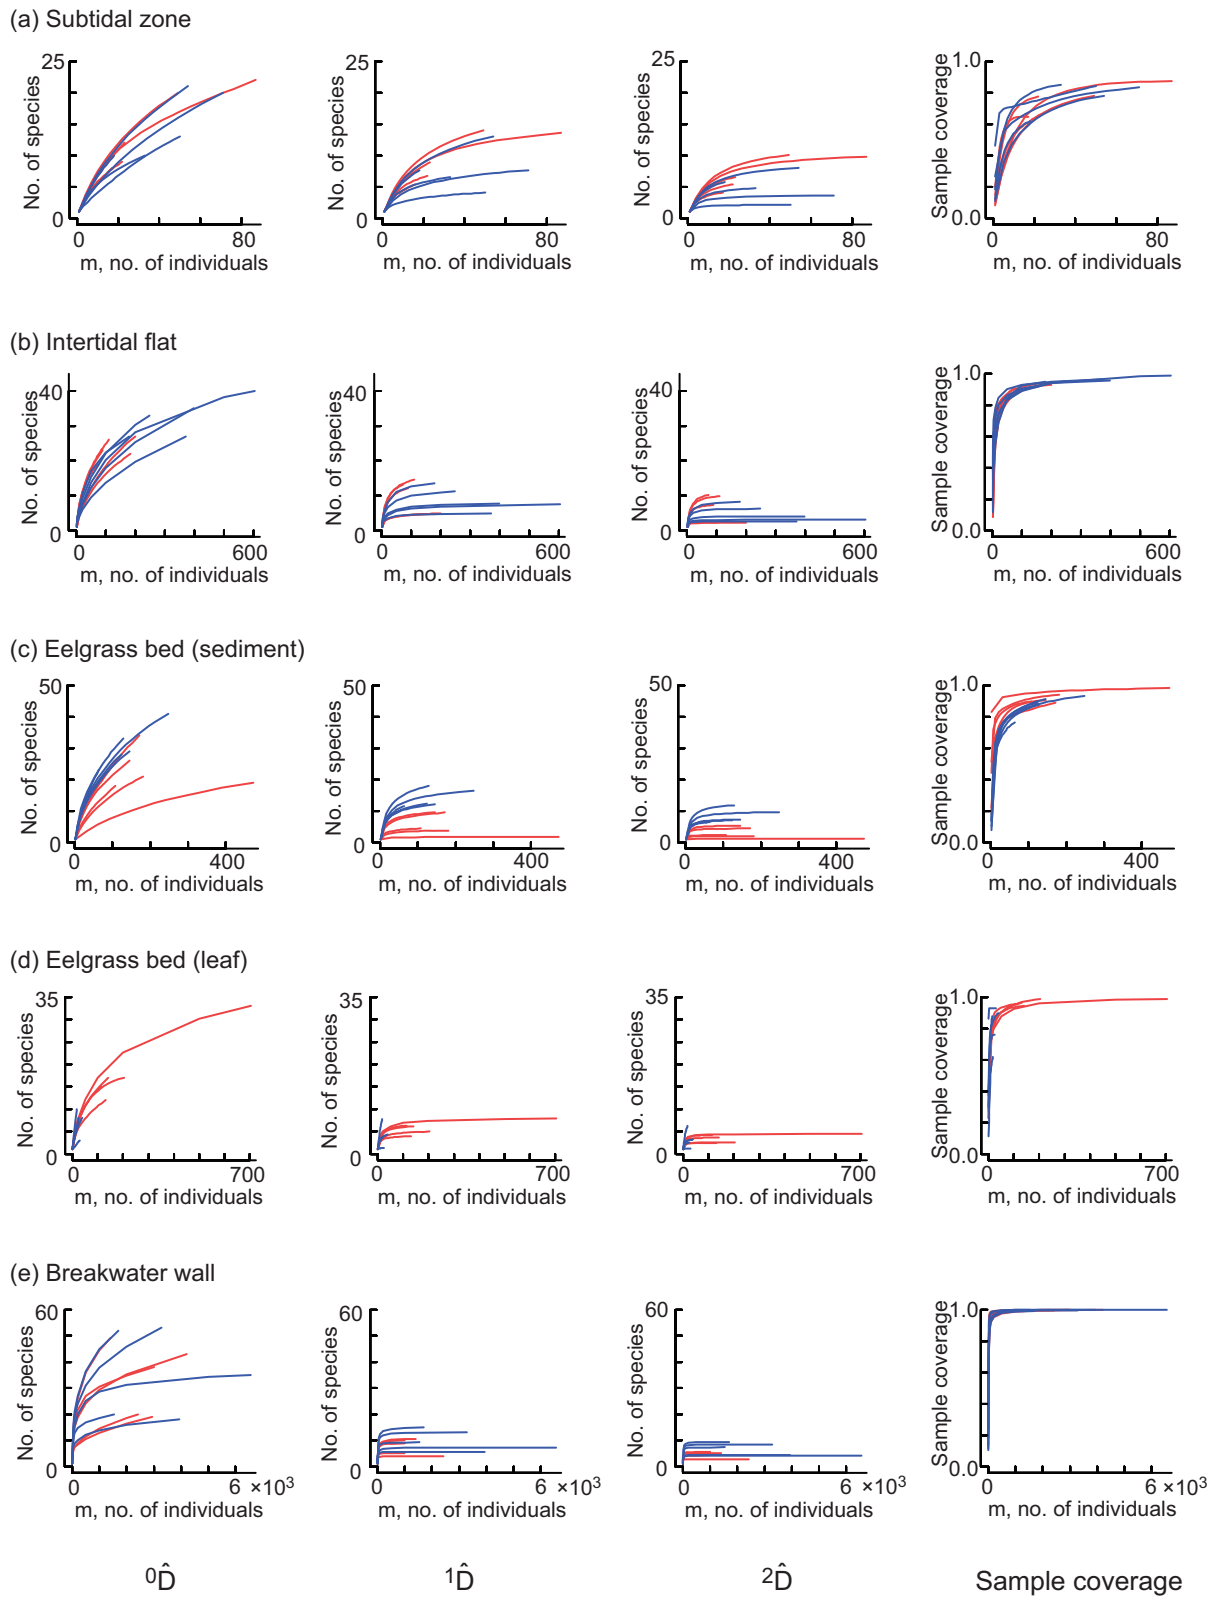 (a) Subtidal zone
25
0
No. of species
0
80
m, no. of individuals
25
0
No. of species
0
80
m, no. of individuals
25
0
No. of species
0
80
m, no. of individuals
1.0
0.0
Sample coverage
0
80
m, no. of individuals
(b) Intertidal flat
40
0
No. of species
0
600
m, no. of individuals
40
0
No. of species
0
600
m, no. of individuals
40
0
No. of species
0
600
m, no. of individuals
1.0
0.0
Sample coverage
0
600
m, no. of individuals
(c) Eelgrass bed (sediment)
50
0
No. of species
0
400
m, no. of individuals
50
0
No. of species
0
400
m, no. of individuals
50
0
No. of species
0
400
m, no. of individuals
1.0
0.0
Sample coverage
0
400
m, no. of individuals
(d) Eelgrass bed (leaf)
35
0
No. of species
0
700
m, no. of individuals
35
0
No. of species
0
700
m, no. of individuals
35
0
No. of species
0
700
m, no. of individuals
1.0
0.0
Sample coverage
0
700
m, no. of individuals
(e) Breakwater wall
60
0
No. of species
0
6 ×10³
m, no. of individuals
60
0
No. of species
0
6 ×10³
m, no. of individuals
60
0
No. of species
0
6 ×10³
m, no. of individuals
1.0
0.0
Sample coverage
0
6 ×10³
m, no. of individuals
⁰D̂
¹D̂
²D̂
Sample coverage